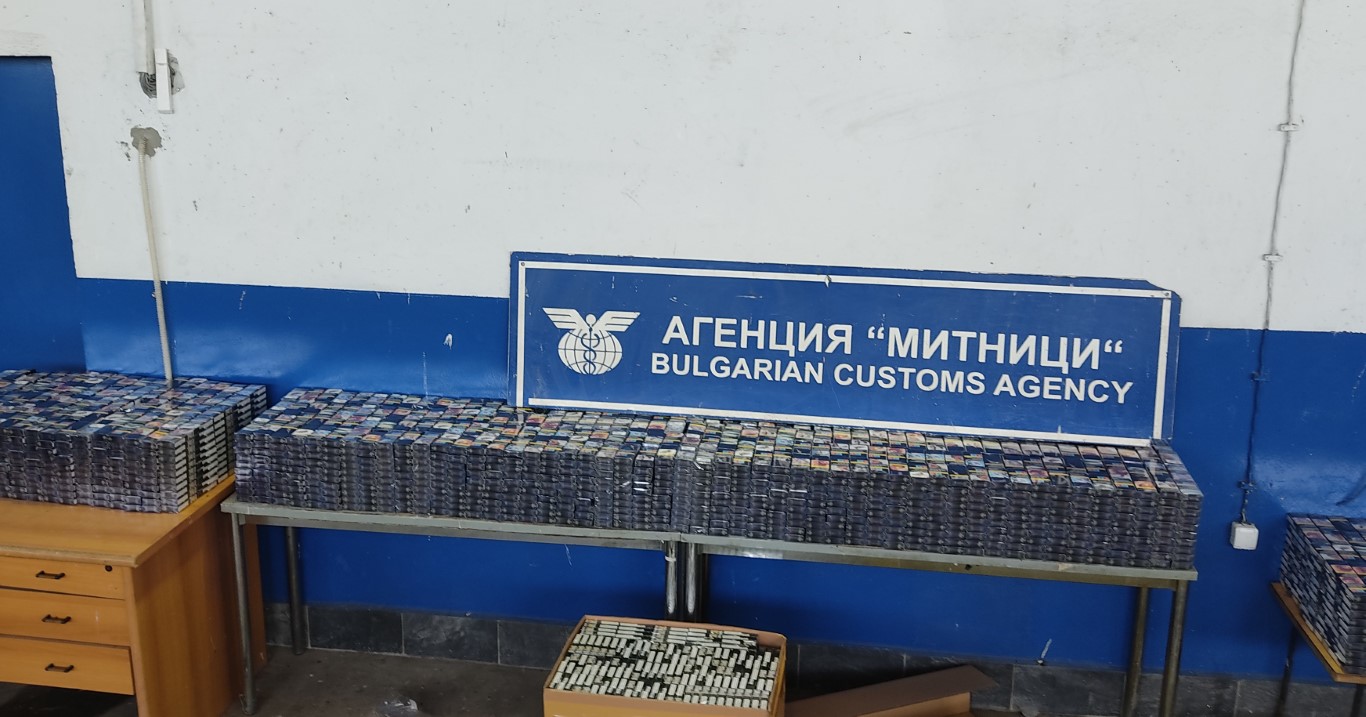 АГЕНЦИЯ “МИТНИЦИ“
BULGARIAN CUSTOMS AGENCY